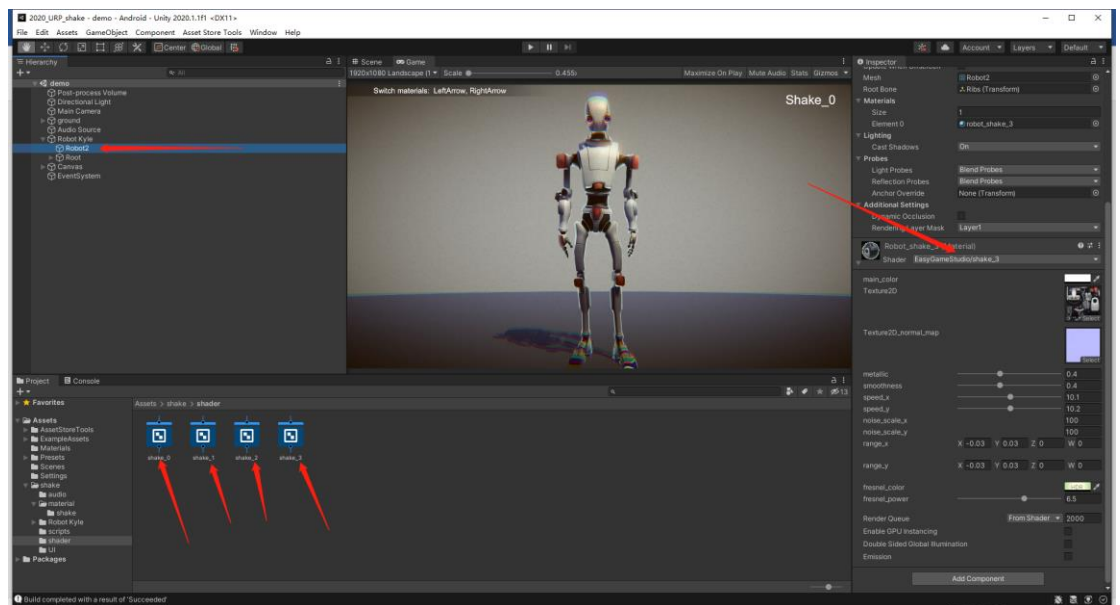 2020_URP_shake - demo - Android - Unity 2020.1.1f1 <DX11>
File Edit Assets GameObject Component Asset Store Tools Window Help
Center Global Account Layers Default
Hierarchy
All
demo
Post-process Volume
Directional Light
Main Camera
ground
Audio Source
Robot Kyle
Robot2
Root
Canvas
EventSystem
Scene Game
1920x1080 Landscape (1 Scale 0.455x Maximize On Play Mute Audio Stats Gizmos
Switch materials: LeftArrow, RightArrow
Shake_0
Inspector
Mesh Robot2
Root Bone Ribs (Transform)
Materials
Size 1
Element 0 robot_shake_3
Lighting
Cast Shadows On
Probes
Light Probes Blend Probes
Reflection Probes Blend Probes
Anchor Override None (Transform)
Additional Settings
Dynamic Occlusion
Rendering Layer Mask Layer1
Robot_shake_3 (Material)
Shader EasyGameStudio/shake_3
main_color
Texture2D
Select
Texture2D_normal_map
Select
metallic 0.4
smoothness 0.4
speed_x 10.1
speed_y 10.2
noise_scale_x 100
noise_scale_y 100
range_x X -0.03 Y 0.03 Z 0 W 0
range_y X -0.03 Y 0.03 Z 0 W 0
fresnel_color HDR
fresnel_power 6.5
Render Queue From Shader 2000
Enable GPU Instancing
Double Sided Global Illumination
Emission
Add Component
Project Console
13
Favorites
Assets
AssetStoreTools
ExampleAssets
Materials
Presets
Scenes
Settings
shake
audio
material
shake
Robot Kyle
scripts
shader
UI
Packages
Assets > shake > shader
shake_0 shake_1 shake_2 shake_3
Build completed with a result of 'Succeeded'